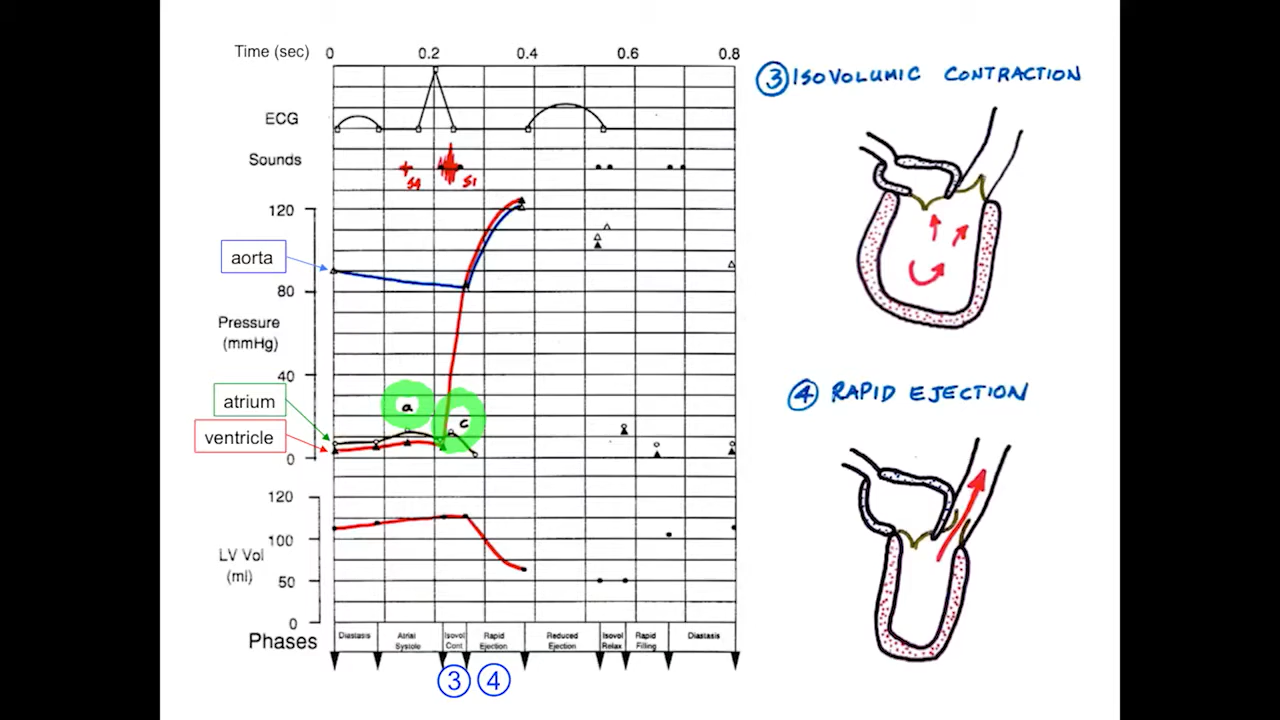 Time (sec) 0 0.2 0.4 0.6 0.8
ECG
Sounds
S4 S1
120
aorta
80
Pressure
(mmHg)
40
a
atrium
c
ventricle
0
120
100
LV Vol
(ml)
50
0
Phases
Diastasis
Atrial
Systole
Isovol
Cont
Rapid
Ejection
Reduced
Ejection
Isovol
Relax
Rapid
Filling
Diastasis
3 4
3 ISOVOLUMIC CONTRACTION
4 RAPID EJECTION